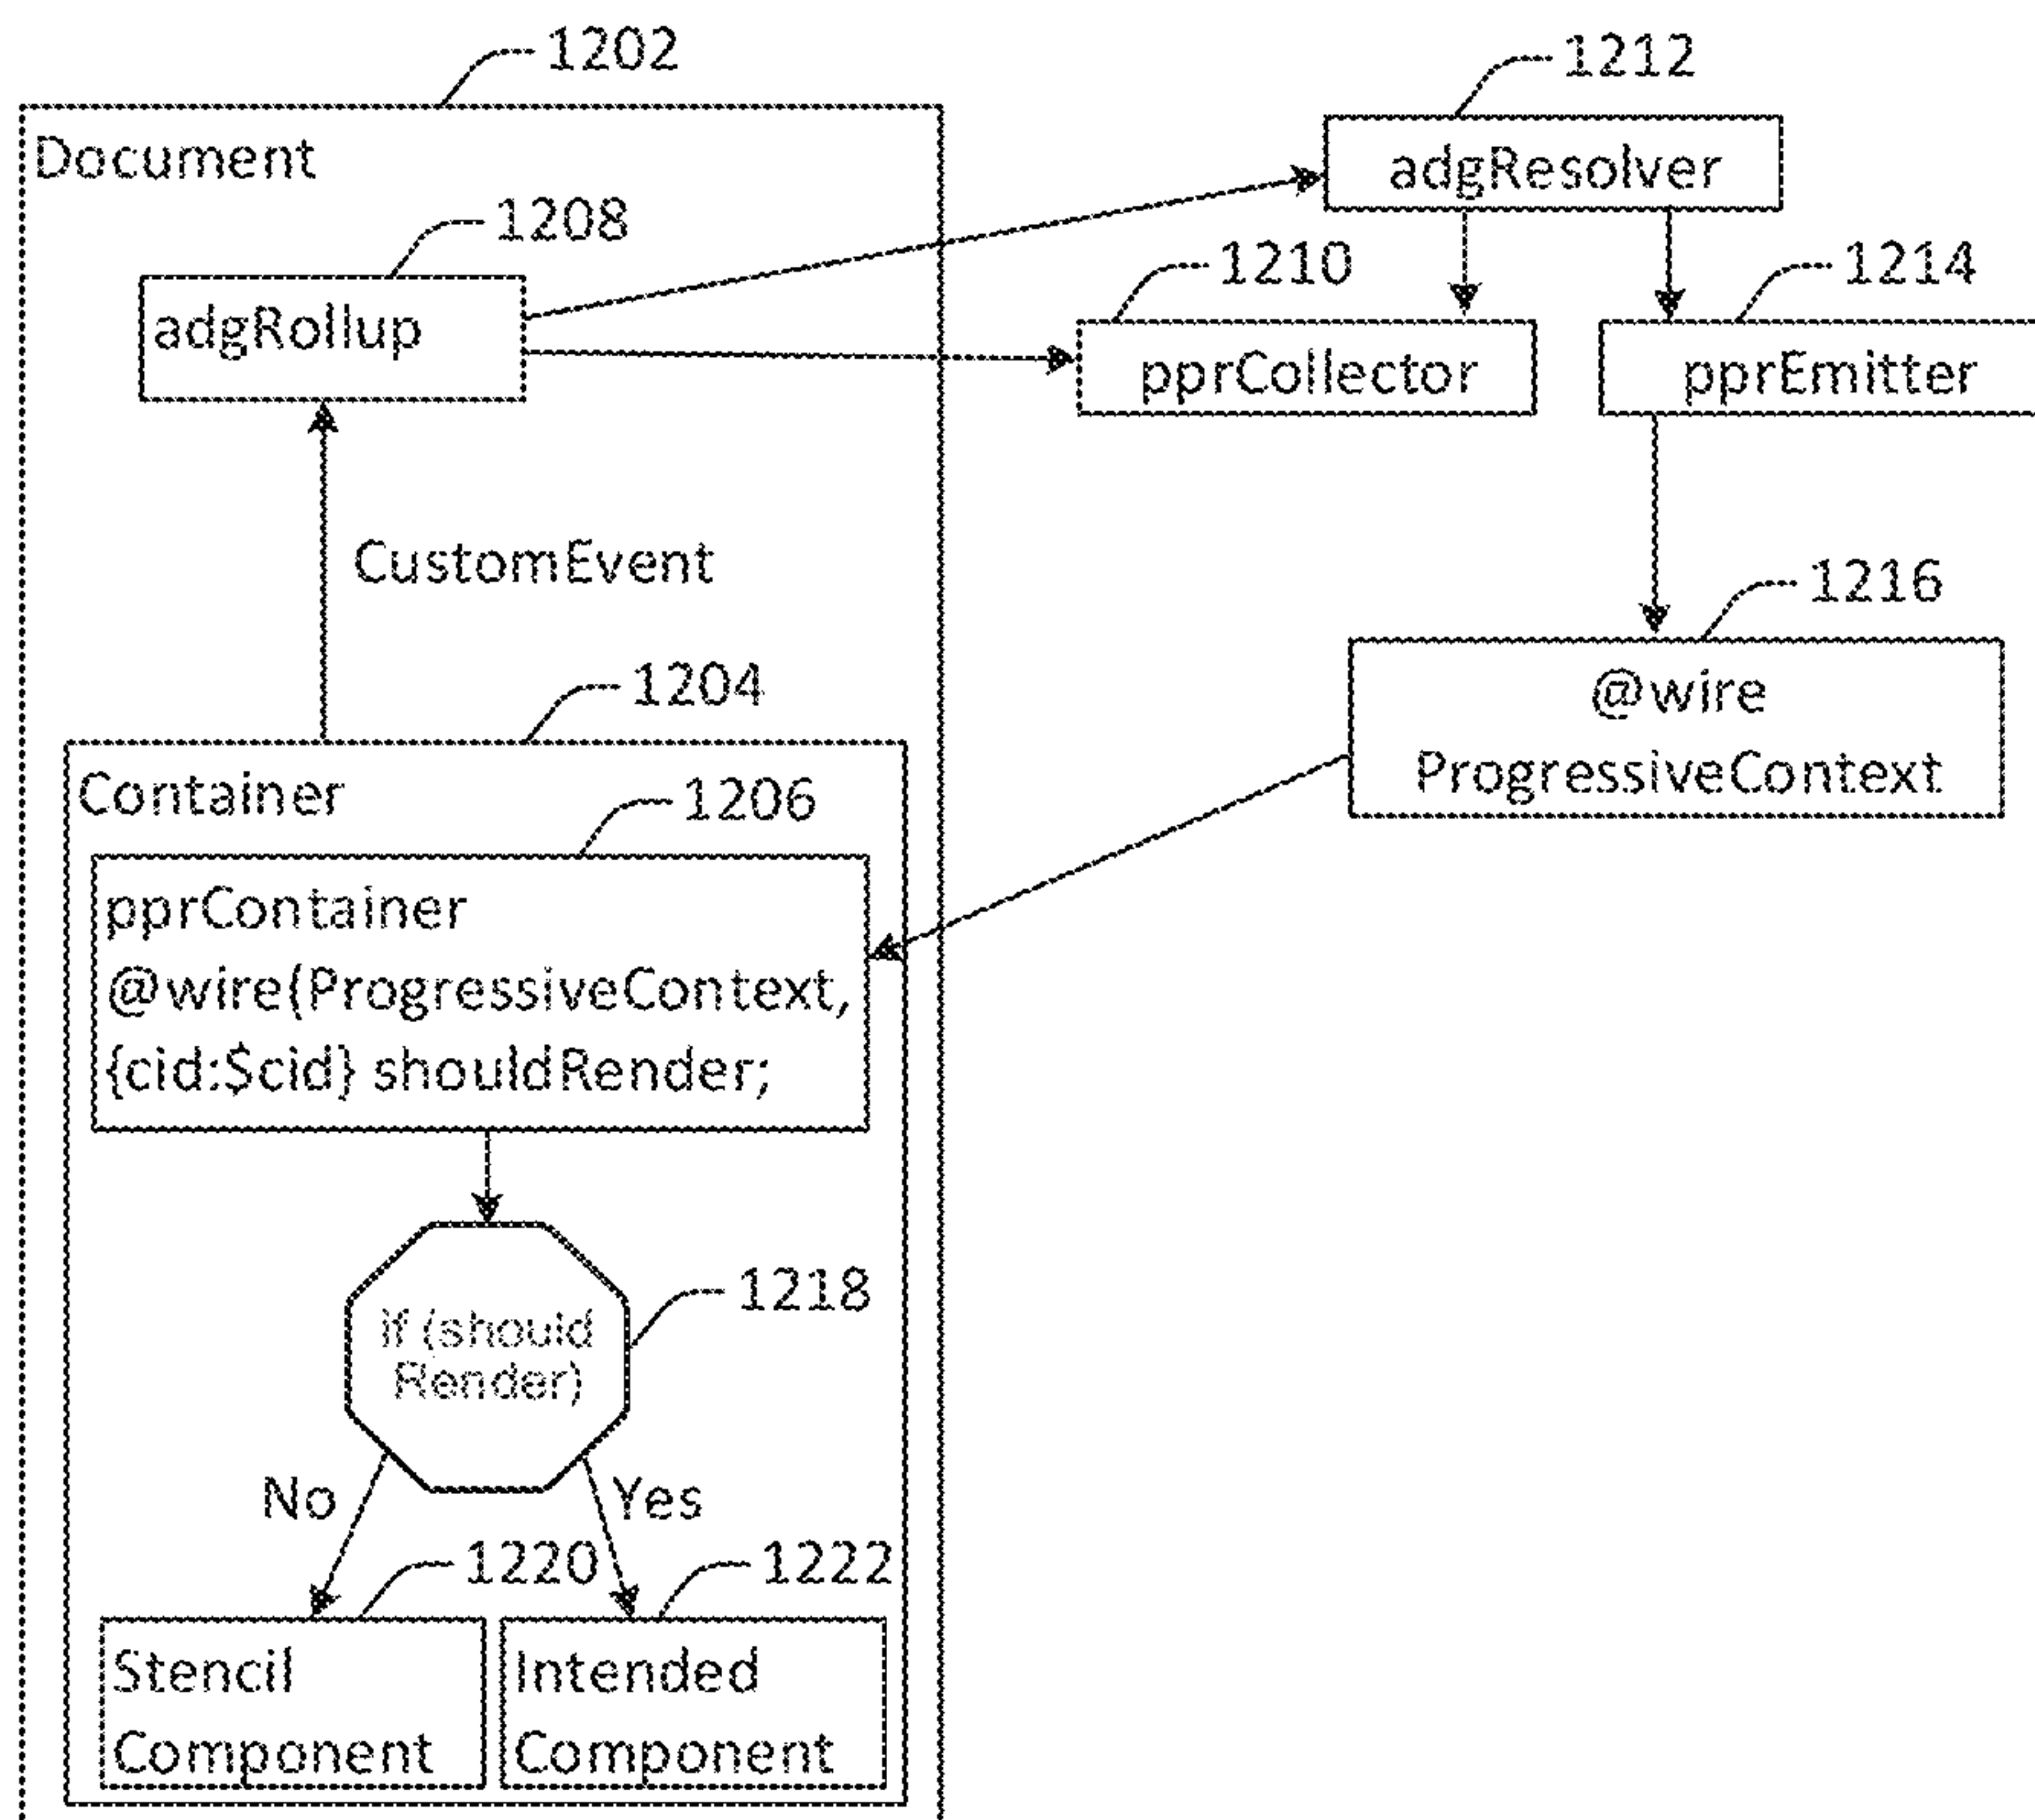 1202
1212
Document
adgResolver
1208
1210
1214
adgRollup
pprCollector
pprEmitter
CustomEvent
1216
@wire
ProgressiveContext
1204
Container
1206
pprContainer
@wire(ProgressiveContext,
{cid:$cid} shouldRender;
1218
if (should
Render)
No
Yes
1220
1222
Stencil
Component
Intended
Component